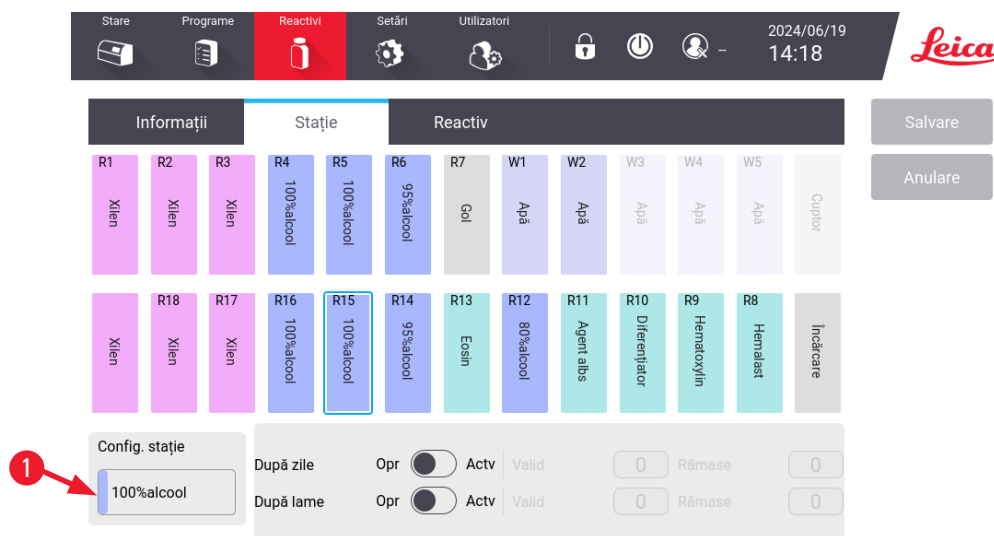 Stare
Programe
Reactivi
Setări
Utilizatori
–
2024/06/19
14:18
Leica
Informații
Stație
Reactiv
Salvare
Anulare
R1
Xilen
R2
Xilen
R3
Xilen
R4
100%alcool
R5
100%alcool
R6
95%alcool
R7
Gol
W1
Apă
W2
Apă
W3
Apă
W4
Apă
W5
Apă
Cuptor
Xilen
R18
Xilen
R17
Xilen
R16
100%alcool
R15
100%alcool
R14
95%alcool
R13
Eosin
R12
80%alcool
R11
Agent albs
R10
Diferențiator
R9
Hematoxylin
R8
Hemalast
Încărcare
Config. stație
1
100%alcool
După zile Opr Actv Valid 0 Rămase 0
După lame Opr Actv Valid 0 Rămase 0